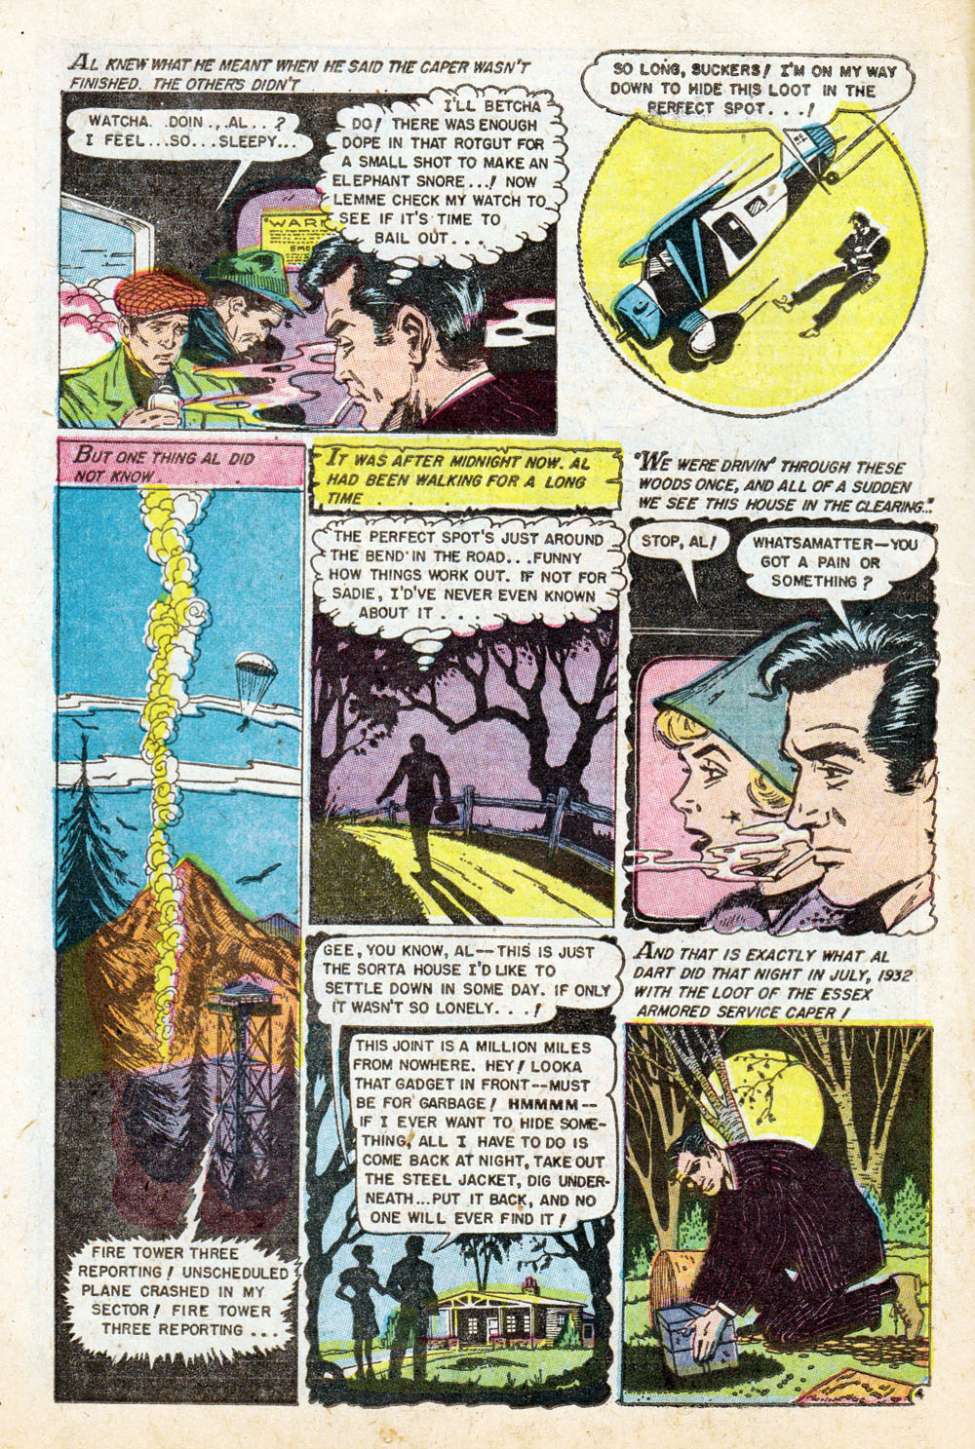 AL KNEW WHAT HE MEANT WHEN HE SAID THE CAPER WASN'T
FINISHED. THE OTHERS DIDN'T
WATCHA. .DOIN.,.AL...?
I FEEL...SO...SLEEPY...
I'LL BETCHA
DO! THERE WAS ENOUGH
DOPE IN THAT ROTGUT FOR
A SMALL SHOT TO MAKE AN
ELEPHANT SNORE...! NOW
LEMME CHECK MY WATCH TO
SEE IF IT'S TIME TO
BAIL OUT...
"WARN
SO LONG, SUCKERS! I'M ON MY WAY
DOWN TO HIDE THIS LOOT IN THE
PERFECT SPOT...!
BUT ONE THING AL DID
NOT KNOW
FIRE TOWER THREE
REPORTING! UNSCHEDULED
PLANE CRASHED IN MY
SECTOR! FIRE TOWER
THREE REPORTING...
IT WAS AFTER MIDNIGHT NOW. AL
HAD BEEN WALKING FOR A LONG
TIME . . .
THE PERFECT SPOT'S JUST AROUND
THE BEND IN THE ROAD...FUNNY
HOW THINGS WORK OUT. IF NOT FOR
SADIE, I'D'VE NEVER EVEN KNOWN
ABOUT IT...
"WE WERE DRIVIN' THROUGH THESE
WOODS ONCE, AND ALL OF A SUDDEN
WE SEE THIS HOUSE IN THE CLEARING..."
STOP, AL!
WHATSAMATTER--YOU
GOT A PAIN OR
SOMETHING?
GEE, YOU KNOW, AL--THIS IS JUST
THE SORTA HOUSE I'D LIKE TO
SETTLE DOWN IN SOME DAY. IF ONLY
IT WASN'T SO LONELY...!
THIS JOINT IS A MILLION MILES
FROM NOWHERE. HEY! LOOKA
THAT GADGET IN FRONT--MUST
BE FOR GARBAGE! HMMMM--
IF I EVER WANT TO HIDE SOME-
THING, ALL I HAVE TO DO IS
COME BACK AT NIGHT, TAKE OUT
THE STEEL JACKET, DIG UNDER-
NEATH...PUT IT BACK, AND NO
ONE WILL EVER FIND IT!
AND THAT IS EXACTLY WHAT AL
DART DID THAT NIGHT IN JULY, 1932
WITH THE LOOT OF THE ESSEX
ARMORED SERVICE CAPER!
4